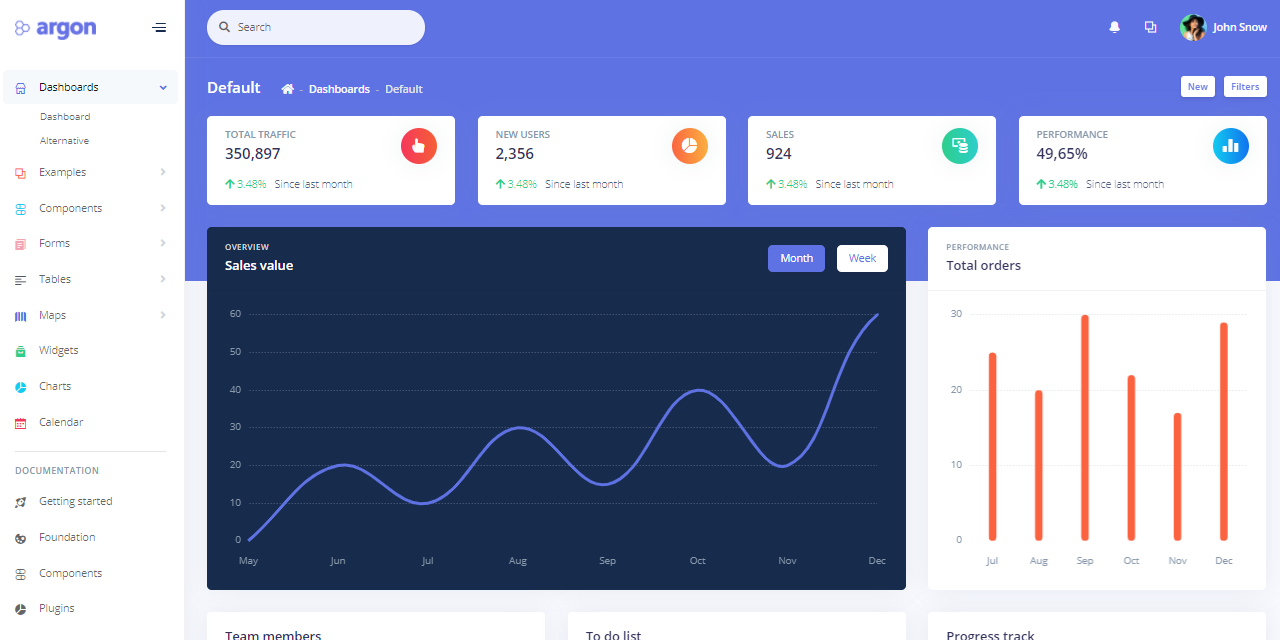 argon
Search
John Snow
Dashboards
Dashboard
Alternative
Examples
Components
Forms
Tables
Maps
Widgets
Charts
Calendar
DOCUMENTATION
Getting started
Foundation
Components
Plugins
Default - Dashboards - Default
New
Filters
TOTAL TRAFFIC
350,897
3.48% Since last month
NEW USERS
2,356
3.48% Since last month
SALES
924
3.48% Since last month
PERFORMANCE
49,65%
3.48% Since last month
OVERVIEW
Sales value
Month
Week
60
50
40
30
20
10
0
May Jun Jul Aug Sep Oct Nov Dec
PERFORMANCE
Total orders
30
20
10
0
Jul Aug Sep Oct Nov Dec
Team members
To do list
Progress track